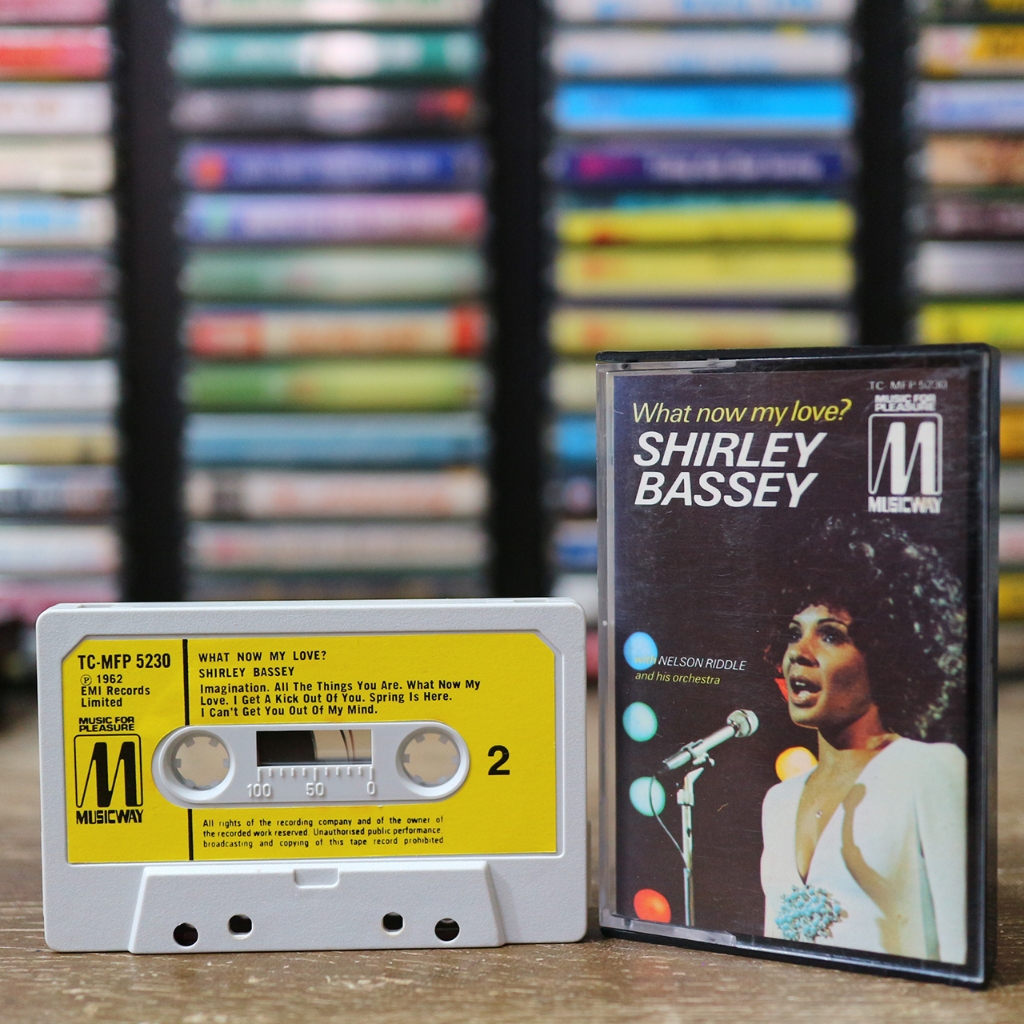 TC-MFP 5230
℗ 1962
EMI Records
Limited
MUSIC FOR
PLEASURE
M
MUSICWAY
WHAT NOW MY LOVE?
SHIRLEY BASSEY
Imagination. All The Things You Are. What Now My
Love. I Get A Kick Out Of You. Spring Is Here.
I Can't Get You Out Of My Mind.
100 50 0
2
All rights of the recording company and of the owner of
the recorded work reserved. Unauthorised public performance,
broadcasting and copying of this tape record prohibited
TC MFP 5230
What now my love?
SHIRLEY
BASSEY
MUSIC FOR
PLEASURE
M
MUSICWAY
with NELSON RIDDLE
and his orchestra